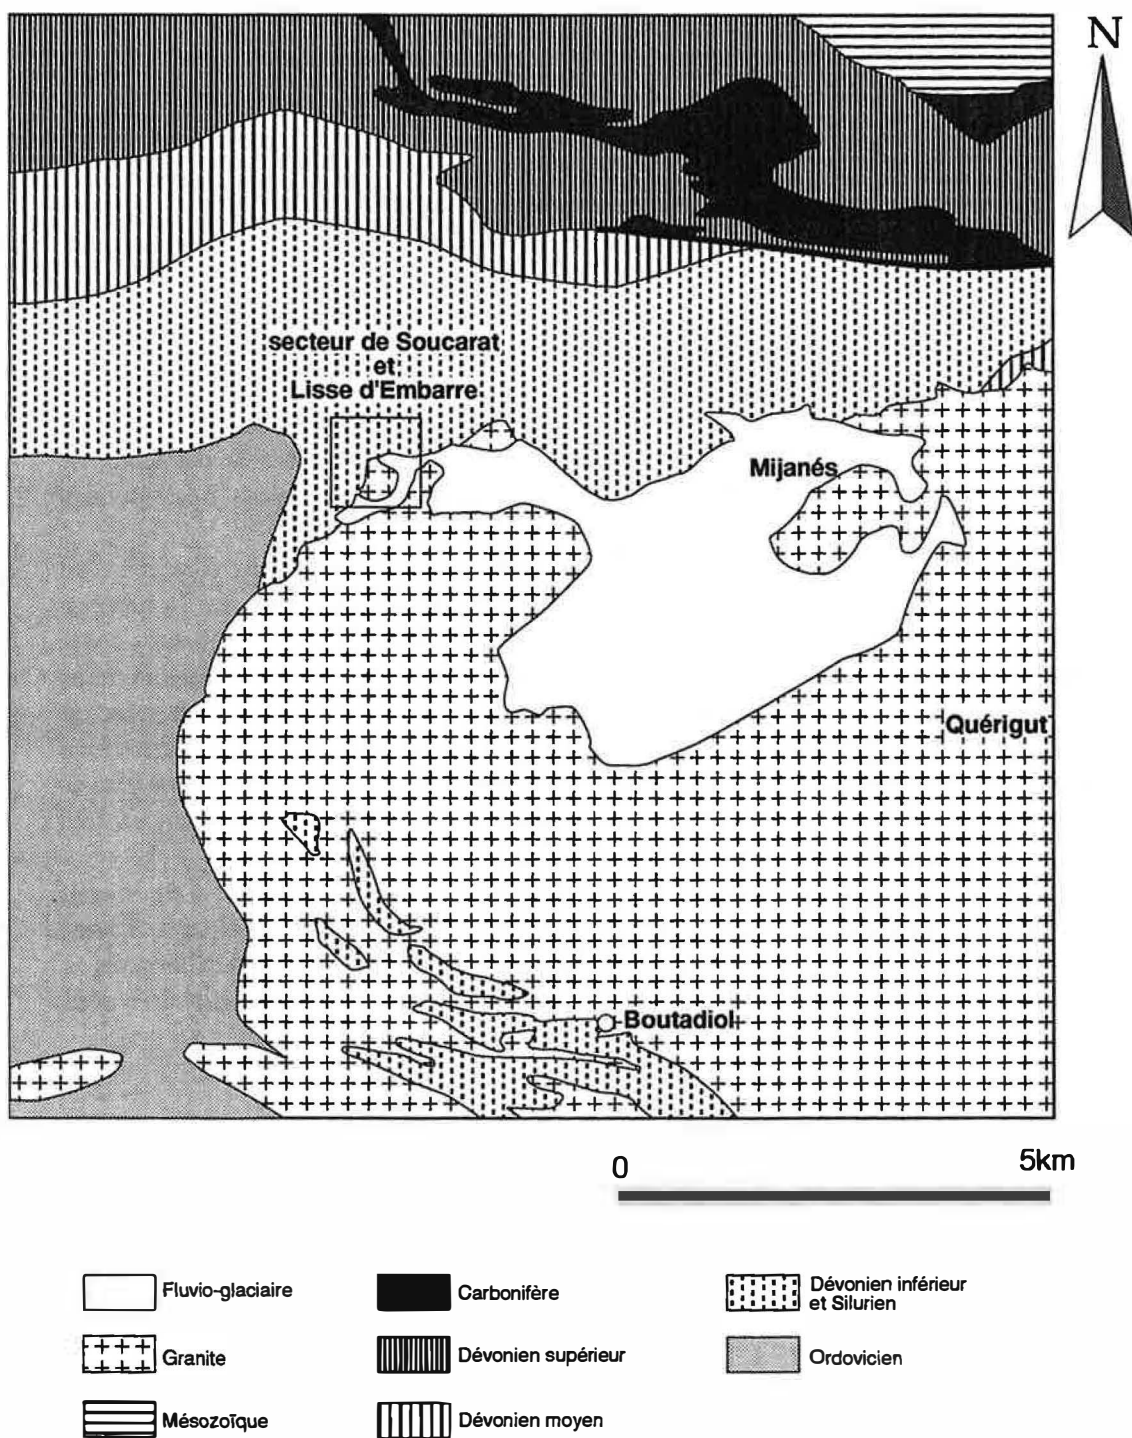 N
secteur de Soucarat
et
Lisse d'Embarre
Mijanés
Quérigut
Boutadiol
0 5km
Fluvio-glaciaire
Granite
Mésozoïque
Carbonifère
Dévonien supérieur
Dévonien moyen
Dévonien inférieur
et Silurien
Ordovicien